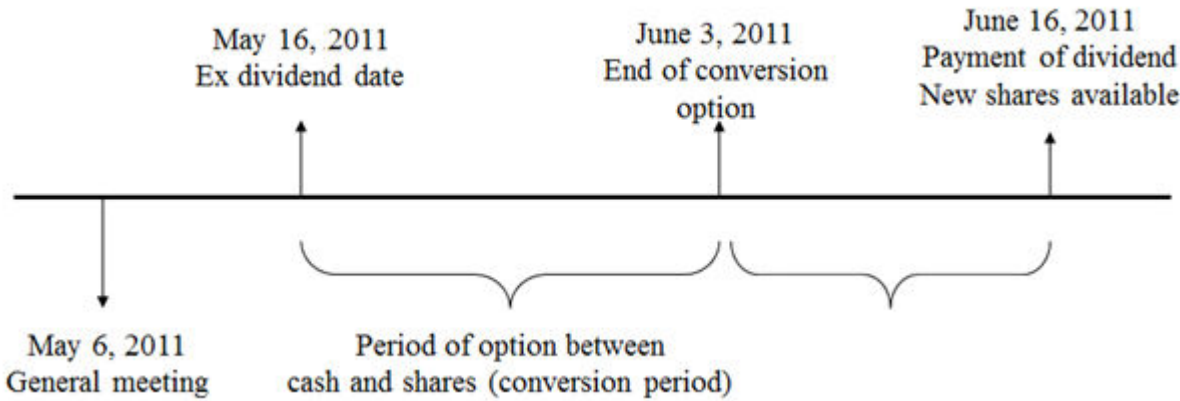 May 16, 2011
Ex dividend date
June 3, 2011
End of conversion
option
June 16, 2011
Payment of dividend
New shares available
May 6, 2011
General meeting
Period of option between
cash and shares (conversion period)